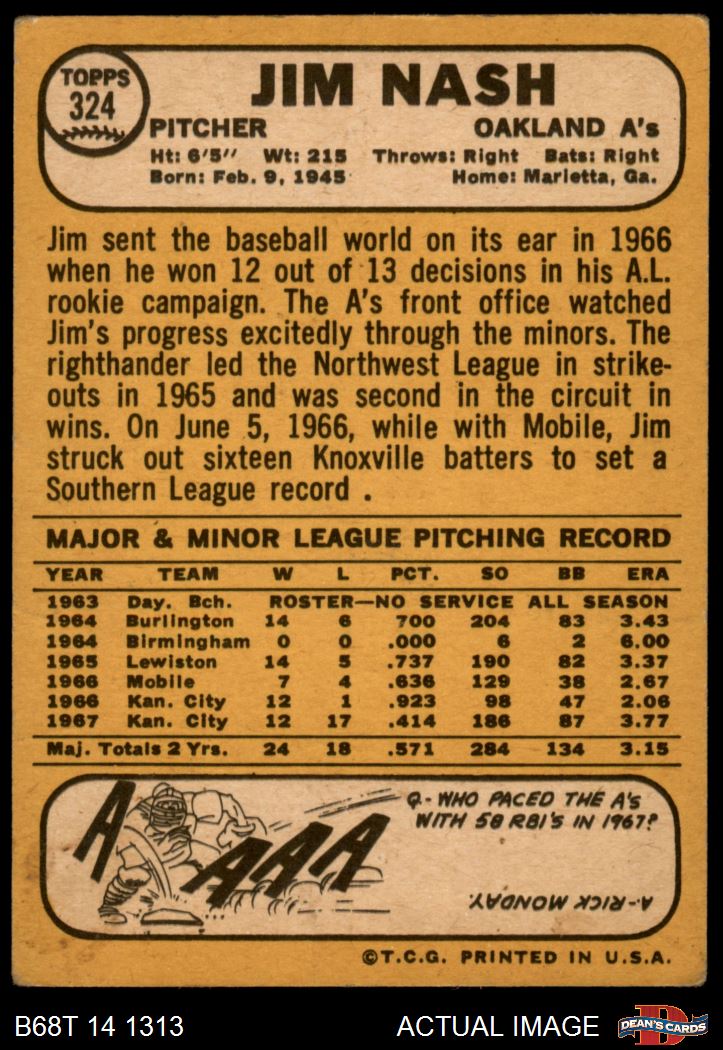 TOPPS
324
JIM NASH
PITCHER OAKLAND A's
Ht: 6'5" Wt: 215 Throws: Right Bats: Right
Born: Feb. 9, 1945 Home: Marietta, Ga.
Jim sent the baseball world on its ear in 1966
when he won 12 out of 13 decisions in his A.L.
rookie campaign. The A's front office watched
Jim's progress excitedly through the minors. The
righthander led the Northwest League in strike-
outs in 1965 and was second in the circuit in
wins. On June 5, 1966, while with Mobile, Jim
struck out sixteen Knoxville batters to set a
Southern League record .
MAJOR & MINOR LEAGUE PITCHING RECORD
YEAR TEAM W L PCT. SO BB ERA
1963 Day. Bch. ROSTER—NO SERVICE ALL SEASON
1964 Burlington 14 6 700 204 83 3.43
1964 Birmingham 0 0 .000 6 2 6.00
1965 Lewiston 14 5 .737 190 82 3.37
1966 Mobile 7 4 .636 129 38 2.67
1966 Kan. City 12 1 .923 98 47 2.06
1967 Kan. City 12 17 .414 186 87 3.77
Maj. Totals 2 Yrs. 24 18 .571 284 134 3.15
A AAA
Q-WHO PACED THE A'S
WITH 58 RBI'S IN 1967?
A-RICK MONDAY.
©T.C.G. PRINTED IN U.S.A.
B68T 14 1313 ACTUAL IMAGE
D
DEAN'S CARDS